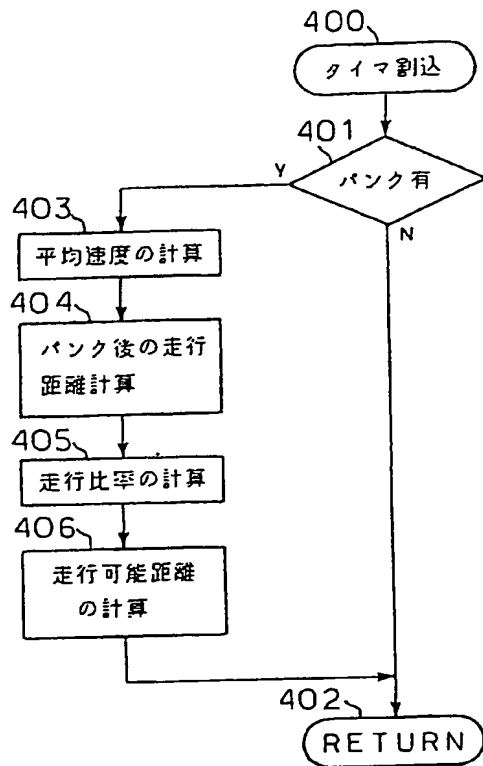 400
タイマ割込
401
パンク有
Y
N
403
平均速度の計算
404
パンク後の走行
距離計算
405
走行比率の計算
406
走行可能距離
の計算
402
RETURN